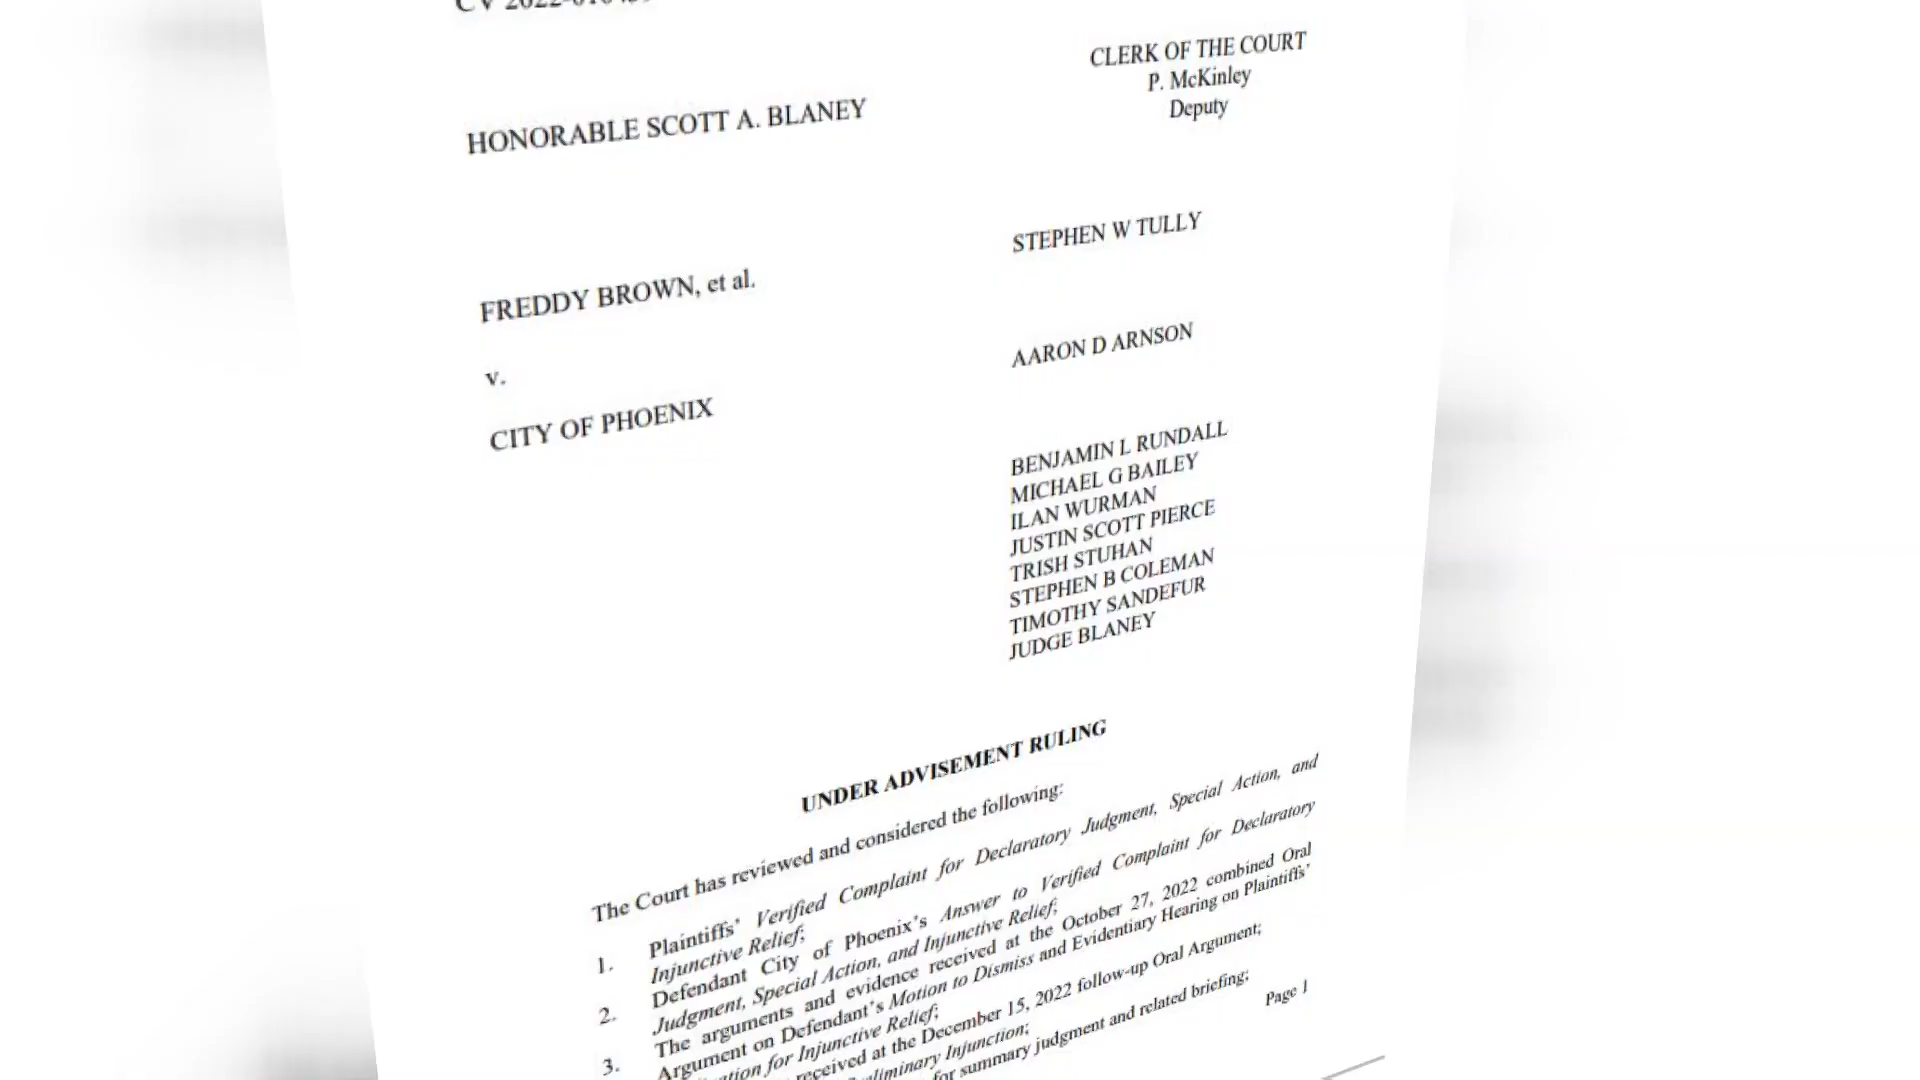 CLERK OF THE COURT
P. McKinley
Deputy
HONORABLE SCOTT A. BLANEY
STEPHEN W TULLY
FREDDY BROWN, et al.
v.
CITY OF PHOENIX
AARON D ARNSON
BENJAMIN L RUNDALL
MICHAEL G BAILEY
ILAN WURMAN
JUSTIN SCOTT PIERCE
TRISH STUHAN
STEPHEN B COLEMAN
TIMOTHY SANDEFUR
JUDGE BLANEY
UNDER ADVISEMENT RULING
The Court has reviewed and considered the following:
1. Plaintiffs' Verified Complaint for Declaratory Judgment, Special Action, and
Injunctive Relief;
2. Defendant City of Phoenix's Answer to Verified Complaint for Declaratory
Judgment, Special Action, and Injunctive Relief;
3. The arguments and evidence received at the October 27, 2022 combined Oral
Argument on Defendant's Motion to Dismiss and Evidentiary Hearing on Plaintiffs'
for Injunctive Relief;
received at the December 15, 2022 follow-up Oral Argument;
Injunction;
for summary judgment and related briefing;
Page 1